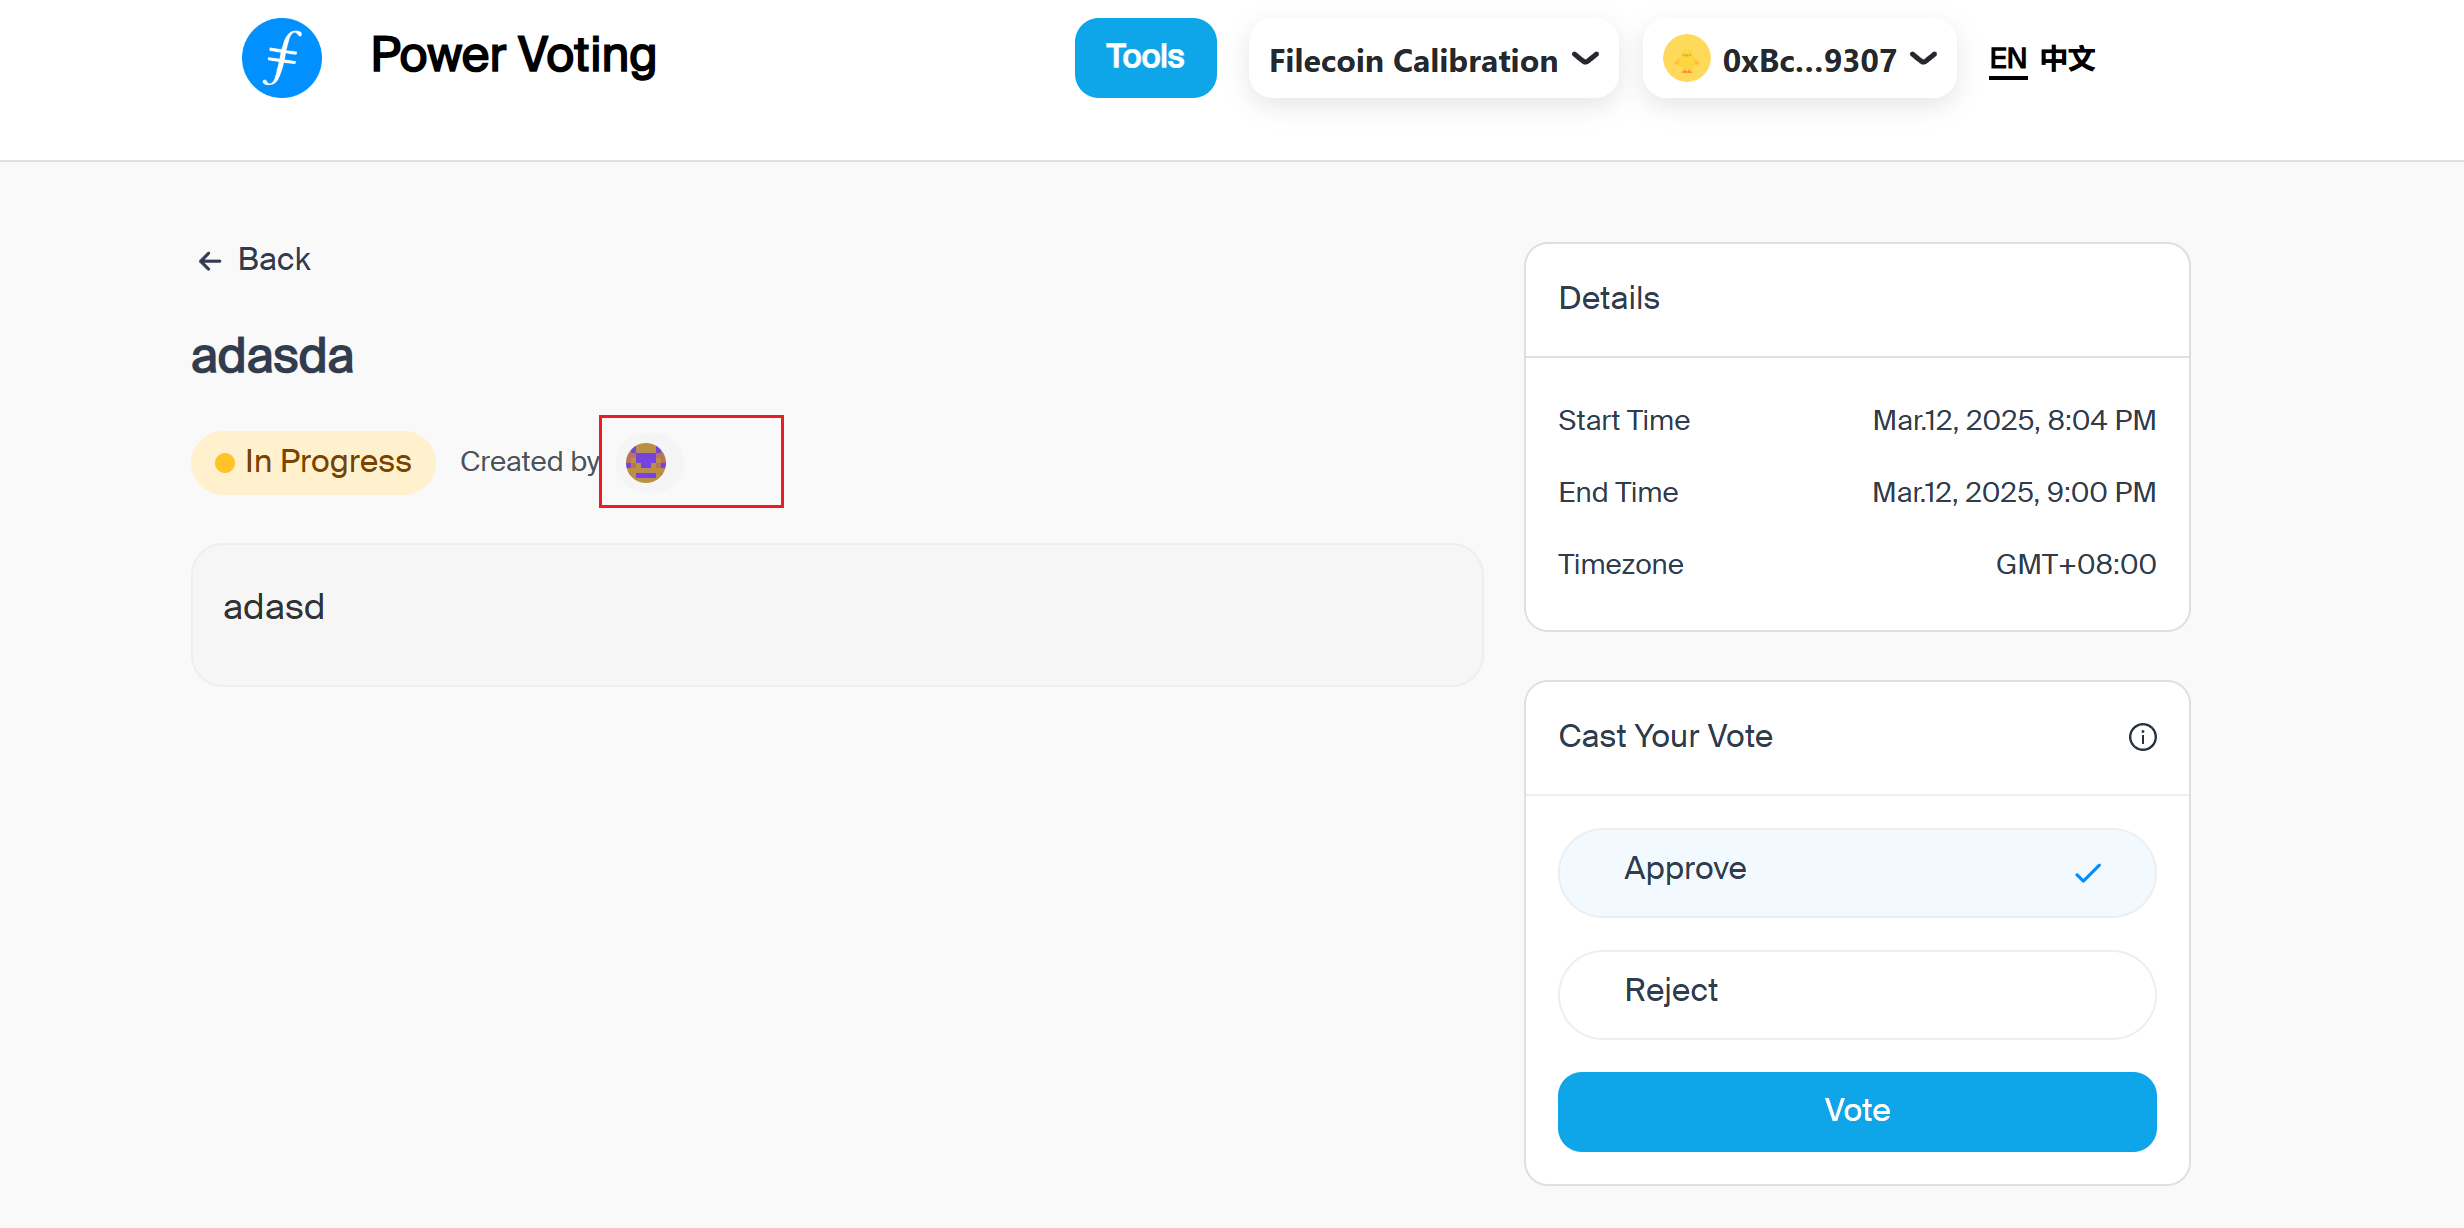 Power Voting
Tools
Filecoin Calibration
0xBc...9307
EN 中文
Back
adasda
In Progress
Created by
adasd
Details
Start Time Mar.12, 2025, 8:04 PM
End Time Mar.12, 2025, 9:00 PM
Timezone GMT+08:00
Cast Your Vote
Approve
Reject
Vote